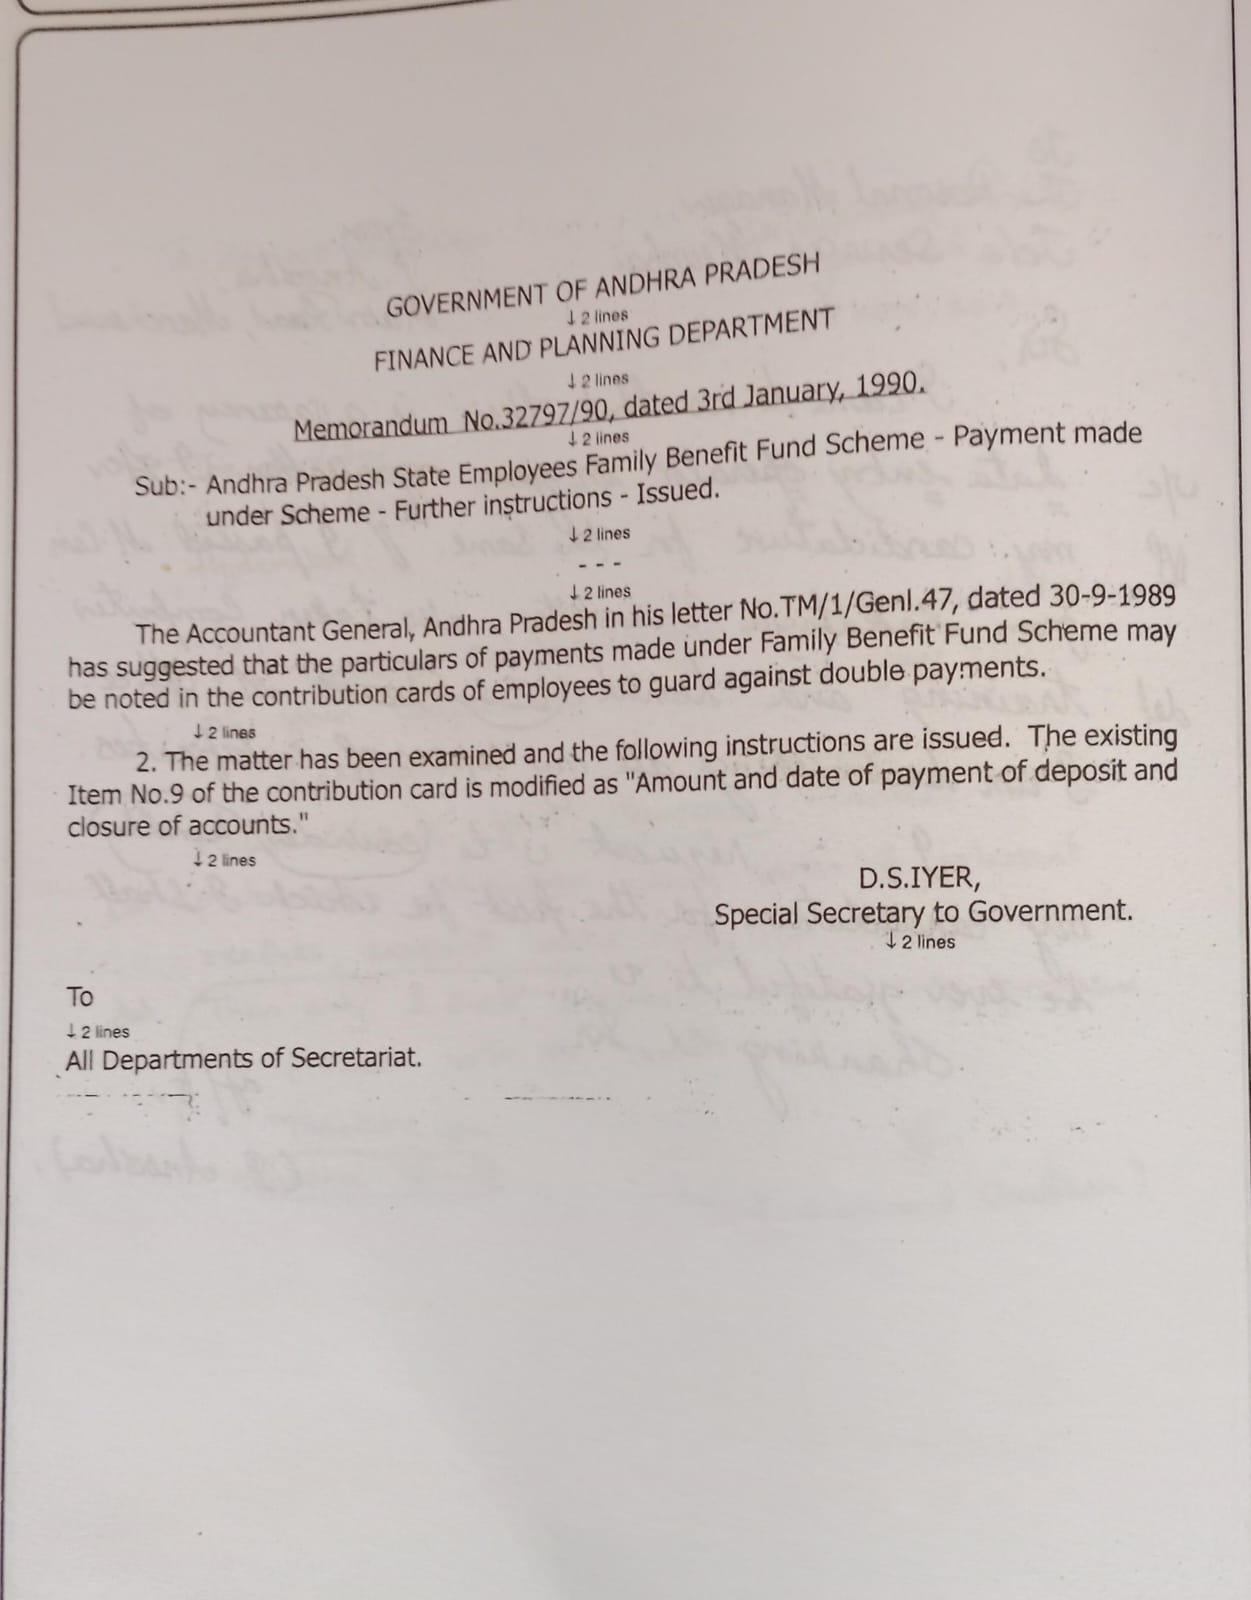 GOVERNMENT OF ANDHRA PRADESH
↓ 2 lines
FINANCE AND PLANNING DEPARTMENT
↓ 2 lines
Memorandum No.32797/90, dated 3rd January, 1990.
↓ 2 lines
Sub:- Andhra Pradesh State Employees Family Benefit Fund Scheme - Payment made
under Scheme - Further instructions - Issued.
↓ 2 lines
- - -
↓ 2 lines
The Accountant General, Andhra Pradesh in his letter No.TM/1/Genl.47, dated 30-9-1989
has suggested that the particulars of payments made under Family Benefit Fund Scheme may
be noted in the contribution cards of employees to guard against double payments.
↓ 2 lines
2. The matter has been examined and the following instructions are issued. The existing
Item No.9 of the contribution card is modified as "Amount and date of payment of deposit and
closure of accounts."
↓ 2 lines
D.S.IYER,
Special Secretary to Government.
↓ 2 lines
To
↓ 2 lines
All Departments of Secretariat.